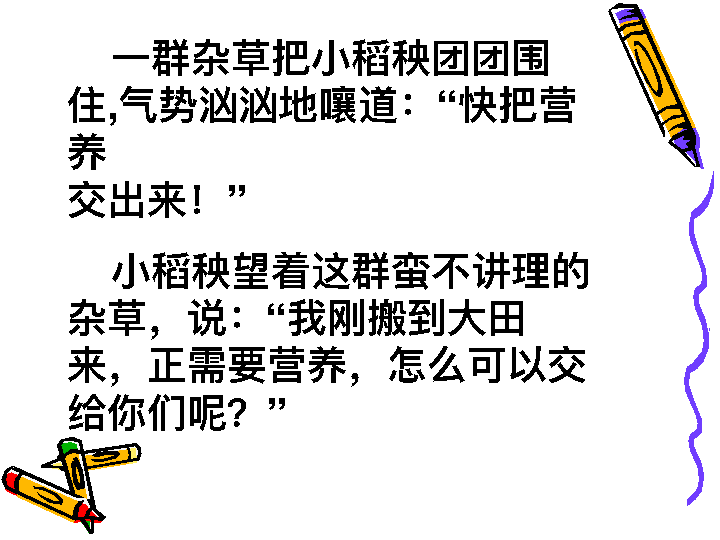 一群杂草把小稻秧团团围
住,气势汹汹地嚷道：“快把营
养
交出来！”
小稻秧望着这群蛮不讲理的
杂草，说：“我刚搬到大田
来，正需要营养，怎么可以交
给你们呢？”